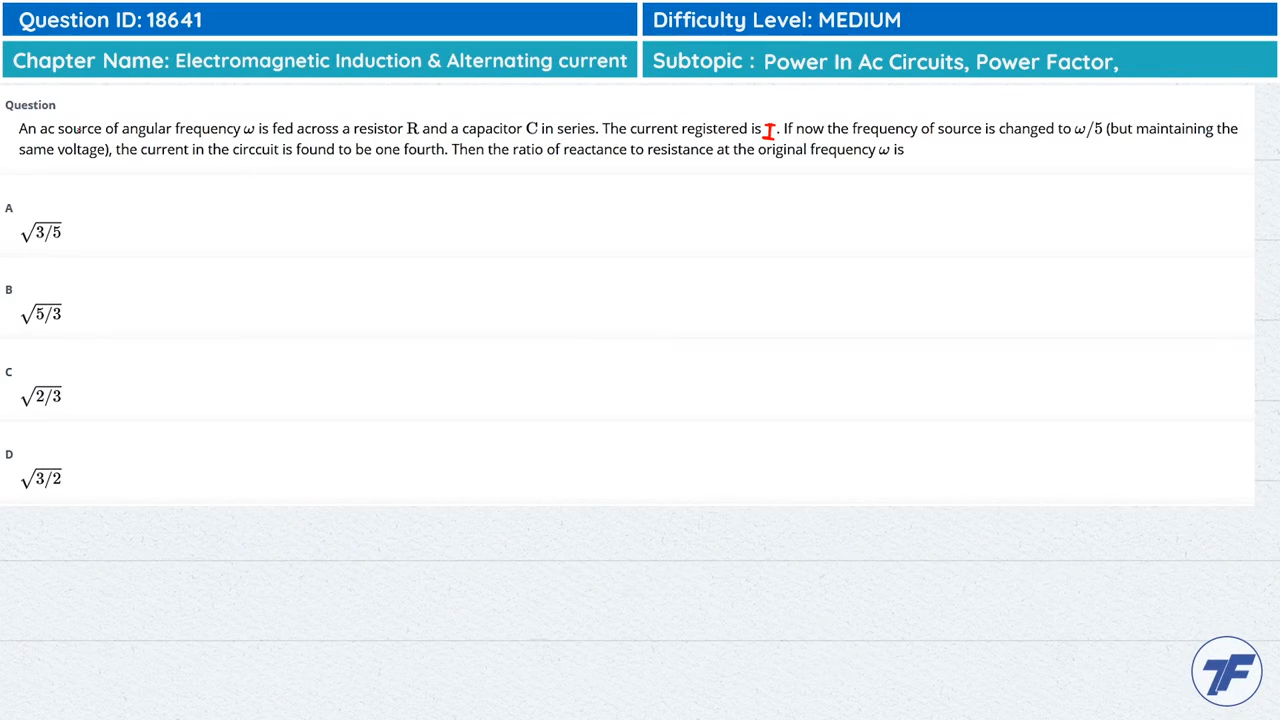 Question ID: 18641
Difficulty Level: MEDIUM
Chapter Name: Electromagnetic Induction & Alternating current
Subtopic : Power In Ac Circuits, Power Factor,
Question
An ac source of angular frequency ω is fed across a resistor R and a capacitor C in series. The current registered is I. If now the frequency of source is changed to ω/5 (but maintaining the
same voltage), the current in the circcuit is found to be one fourth. Then the ratio of reactance to resistance at the original frequency ω is
A
√3/5
B
√5/3
C
√2/3
D
√3/2
TF